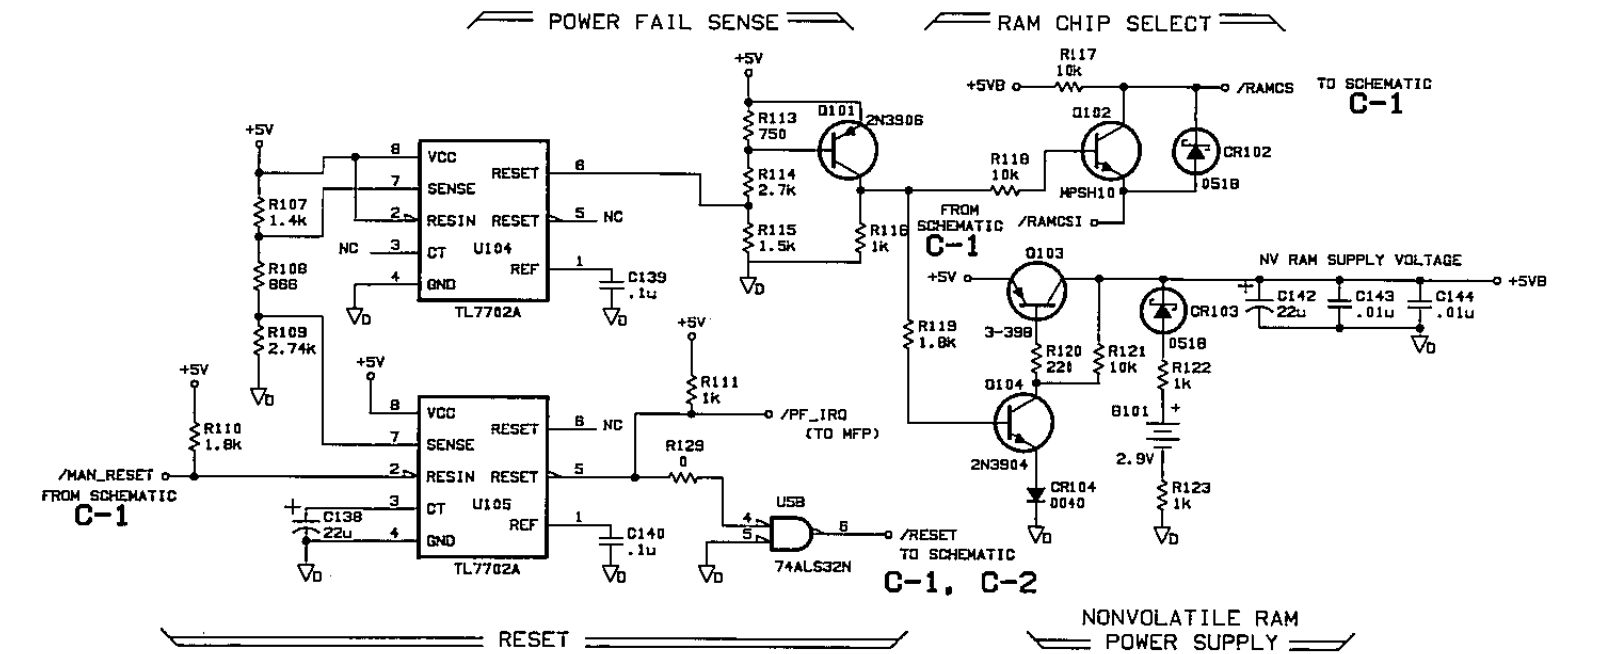 POWER FAIL SENSE
RAM CHIP SELECT
+5V
8
VCC
7
SENSE
RESET
6
2
RESIN
RESET
5
NC
NC
3
CT
U104
REF
1
4
GND
TL7702A
R107
1.4k
R108
866
R109
2.74k
C139
.1u
D
D
D
+5V
R113
750
R114
2.7k
R115
1.5k
D
Q101
2N3906
R116
1k
+5VB
R117
10k
/RAMCS
TO SCHEMATIC
C-1
Q102
R118
10k
MPSH10
CR102
D51B
FROM
SCHEMATIC
C-1
/RAMCSI
+5V
Q103
3-398
R119
1.8k
R120
220
R121
10k
Q104
2N3904
CR104
D040
D
NV RAM SUPPLY VOLTAGE
+5VB
CR103
D51B
R122
1k
B101
+
2.9V
R123
1k
D
+
C142
22u
C143
.01u
C144
.01u
D
+5V
R110
1.8k
/MAN_RESET
FROM SCHEMATIC
C-1
+5V
8
VCC
7
SENSE
RESET
6
NC
2
RESIN
RESET
5
3
CT
U105
REF
1
4
GND
TL7702A
+
C138
22u
D
C140
.1u
D
+5V
R111
1k
/PF_IRQ
(TO MFP)
R129
0
U5B
4
5
6
74ALS32N
D
/RESET
TO SCHEMATIC
C-1, C-2
RESET
NONVOLATILE RAM
POWER SUPPLY